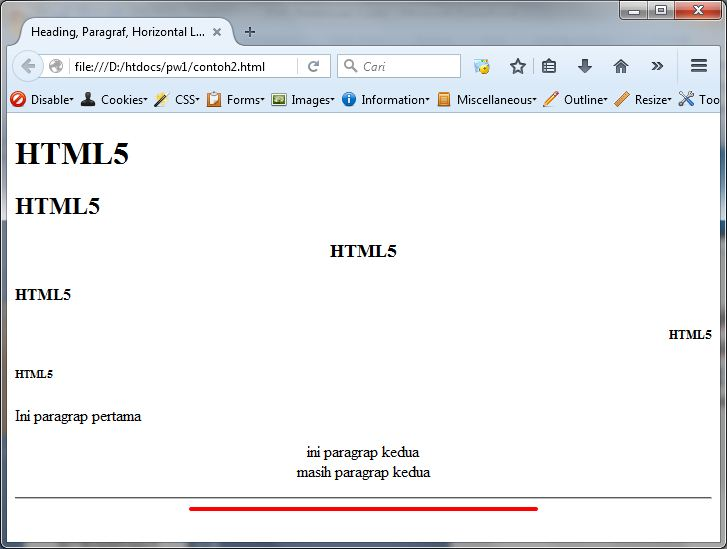 Heading, Paragraf, Horizontal L...
file:///D:/htdocs/pw1/contoh2.html
Cari
Disable Cookies CSS Forms Images Information Miscellaneous Outline Resize Too
HTML5
HTML5
HTML5
HTML5
HTML5
HTML5
Ini paragrap pertama
ini paragrap kedua
masih paragrap kedua